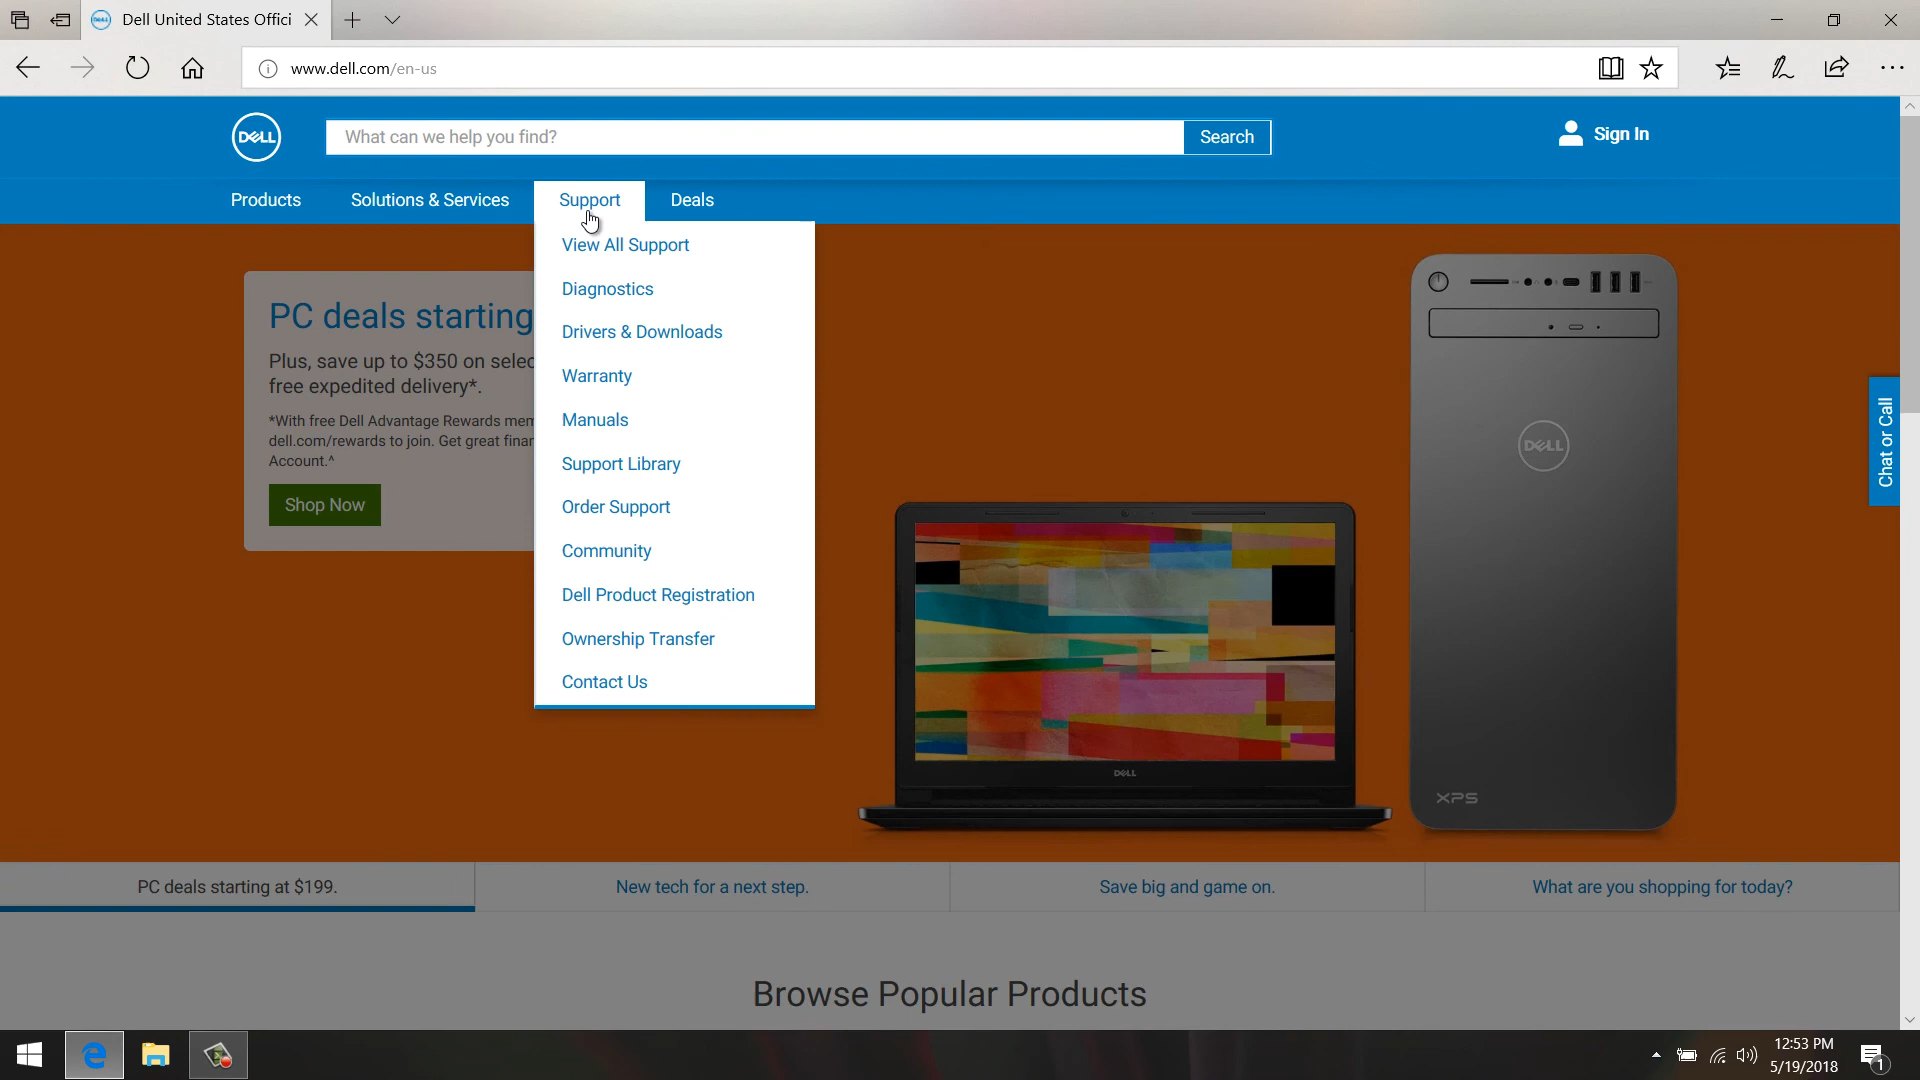 Dell United States Offici
www.dell.com/en-us
DELL
What can we help you find?
Search
Sign In
Products
Solutions & Services
Support
Deals
View All Support
Diagnostics
Drivers & Downloads
Warranty
Manuals
Support Library
Order Support
Community
Dell Product Registration
Ownership Transfer
Contact Us
PC deals starting
Plus, save up to $350 on selec
free expedited delivery*.
*With free Dell Advantage Rewards mem
dell.com/rewards to join. Get great finan
Account.^
Shop Now
DELL
DELL
XPS
Chat or Call
PC deals starting at $199.
New tech for a next step.
Save big and game on.
What are you shopping for today?
Browse Popular Products
12:53 PM
5/19/2018
1